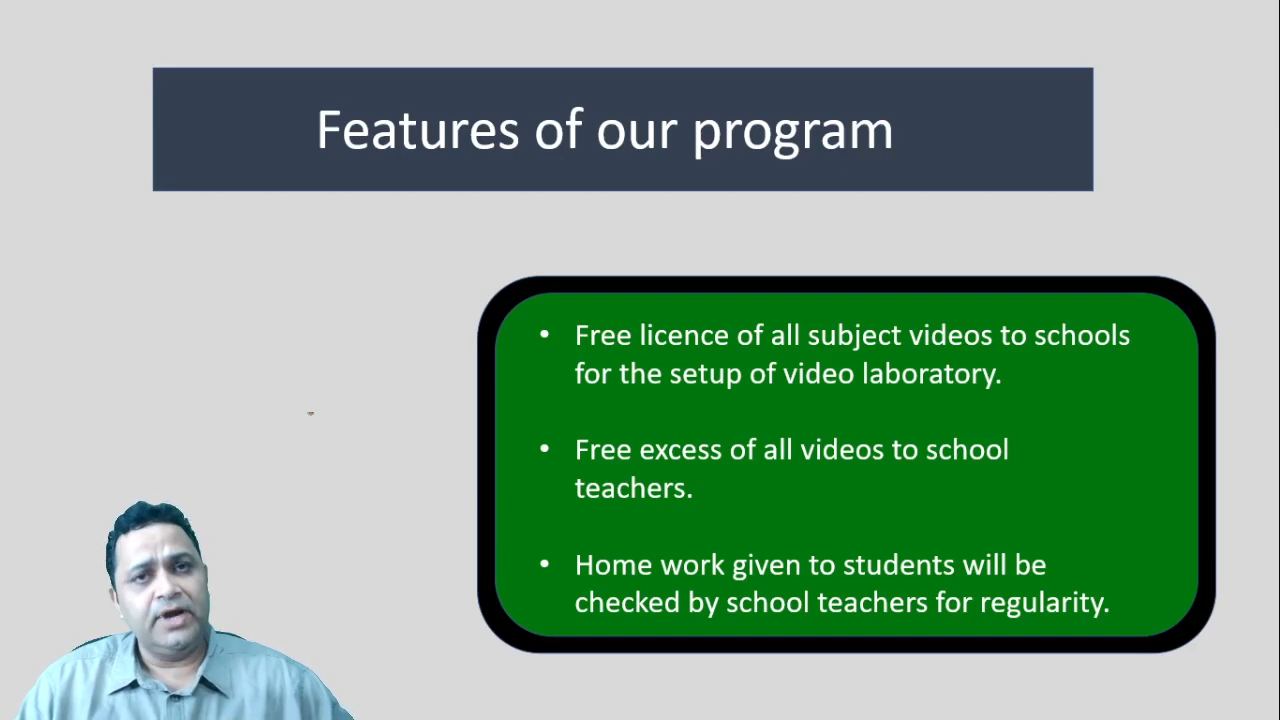 Features of our program
• Free licence of all subject videos to schools
for the setup of video laboratory.
• Free excess of all videos to school
teachers.
• Home work given to students will be
checked by school teachers for regularity.